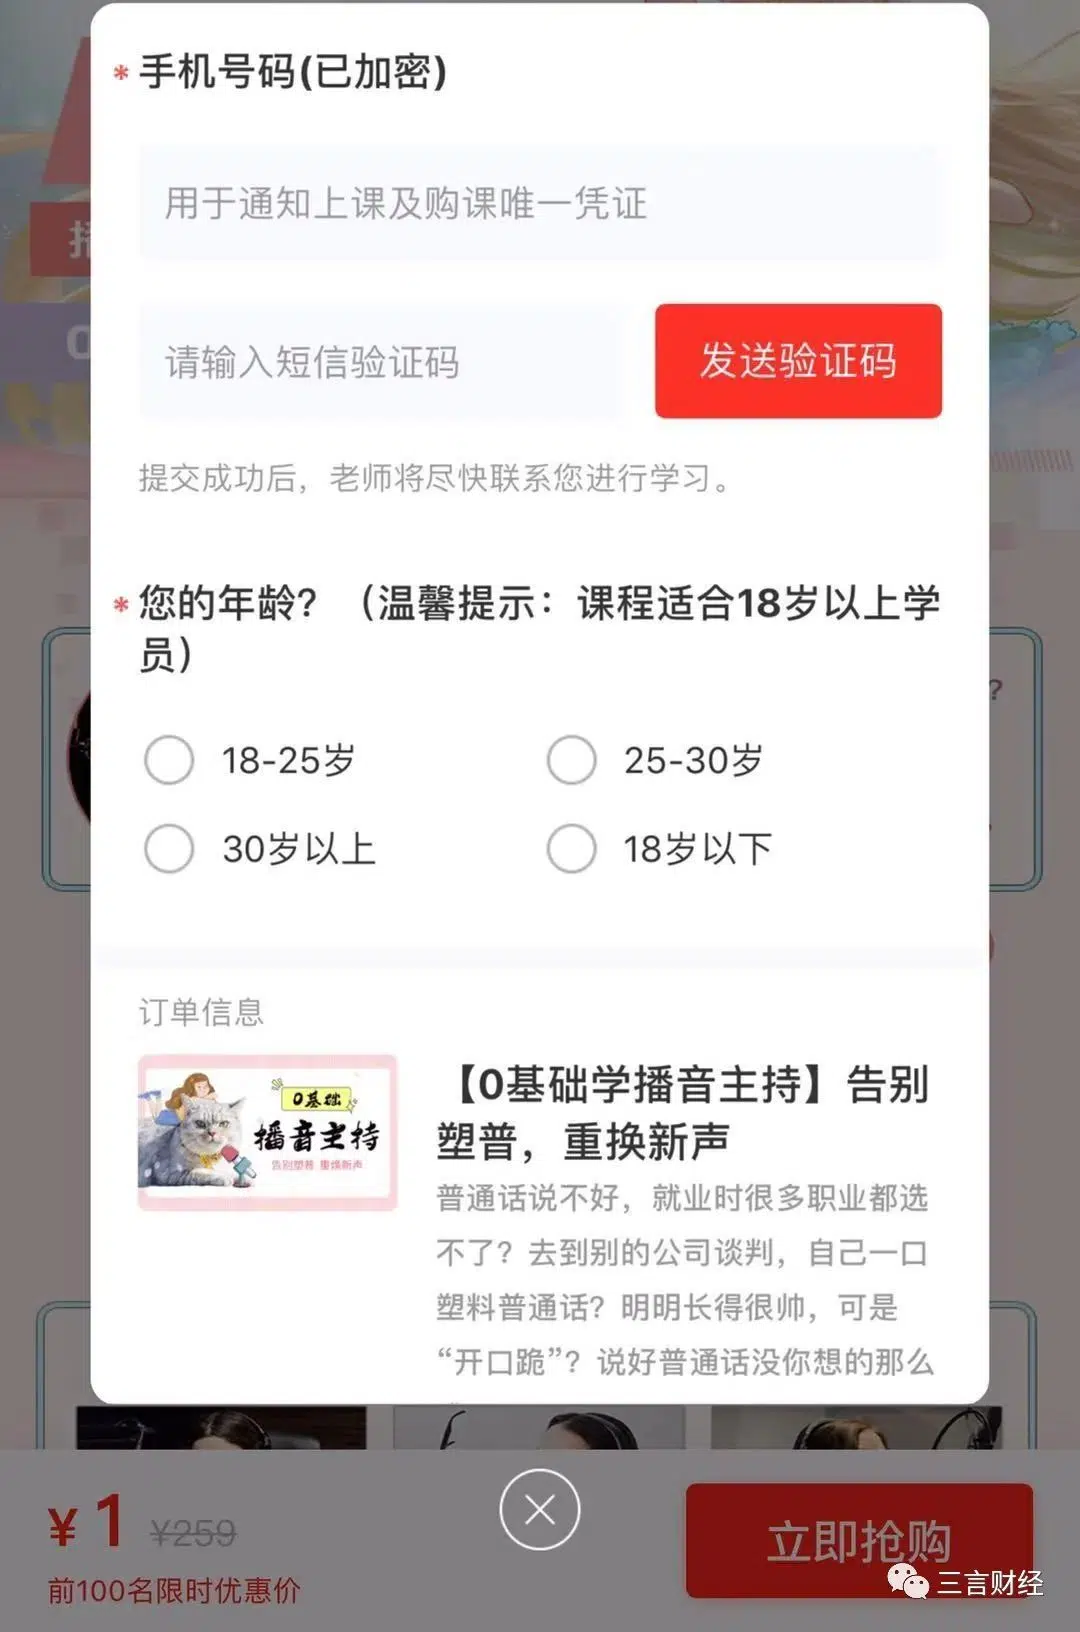 * 手机号码(已加密)
用于通知上课及购课唯一凭证
请输入短信验证码
发送验证码
提交成功后，老师将尽快联系您进行学习。
* 您的年龄？（温馨提示：课程适合18岁以上学
员）
18-25岁
25-30岁
30岁以上
18岁以下
订单信息
0基础
播音主持
告别塑普 重换新声
【0基础学播音主持】告别
塑普，重换新声
普通话说不好，就业时很多职业都选
不了？去到别的公司谈判，自己一口
塑料普通话？明明长得很帅，可是
“开口跪”？说好普通话没你想的那么
¥1 ¥259
前100名限时优惠价
立即抢购
三言财经